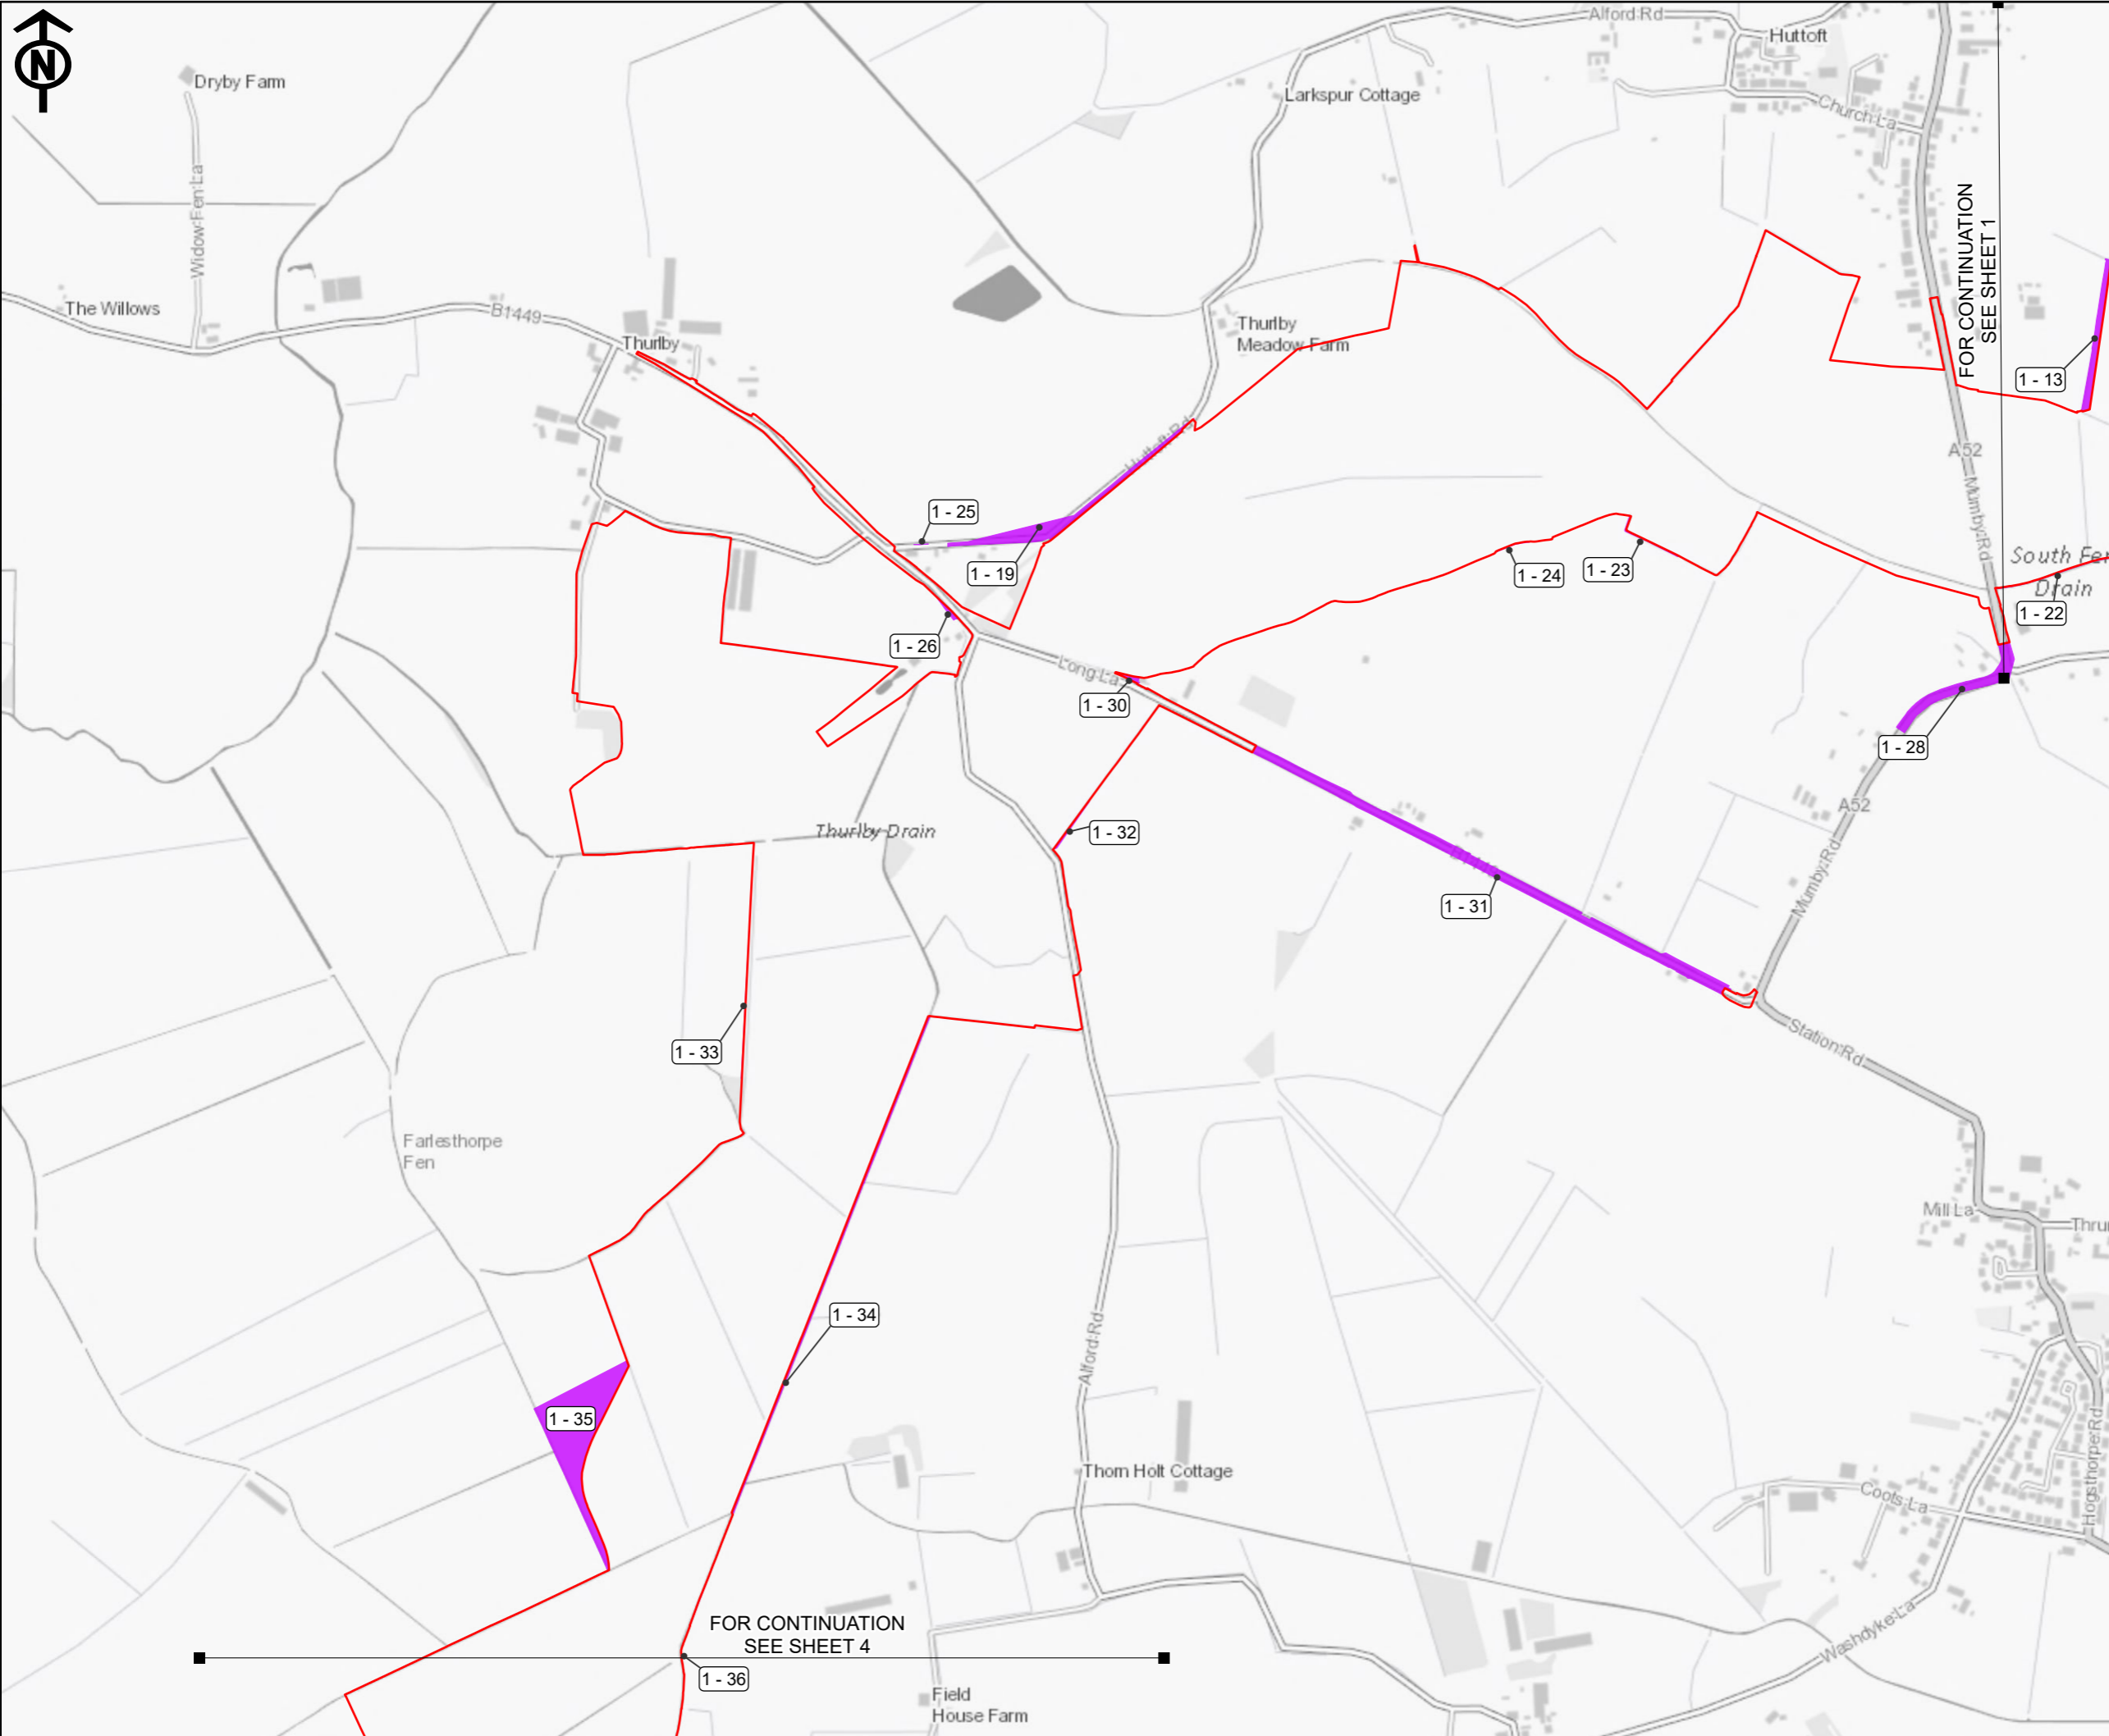 N
Alford Rd
Huttoft
Dryby Farm
Larkspur Cottage
Church La
Widow Fen La
FOR CONTINUATION
SEE SHEET 1
The Willows
B1449
Thurlby
Thurlby
Meadow Farm
1 - 13
Huttoft Rd
A52
Mumby Rd
1 - 25
1 - 19
1 - 24
1 - 23
South Fe
Drain
1 - 22
1 - 26
Long La
1 - 30
1 - 28
A52
Thurlby Drain
1 - 32
Mumby Rd
1 - 31
1 - 33
Station Rd
Farlesthorpe
Fen
Mill La
Thru
1 - 34
Alford Rd
1 - 35
Thorn Holt Cottage
Coots La
Hogsthorpe Rd
FOR CONTINUATION
SEE SHEET 4
Washdyke La
1 - 36
Field
House Farm